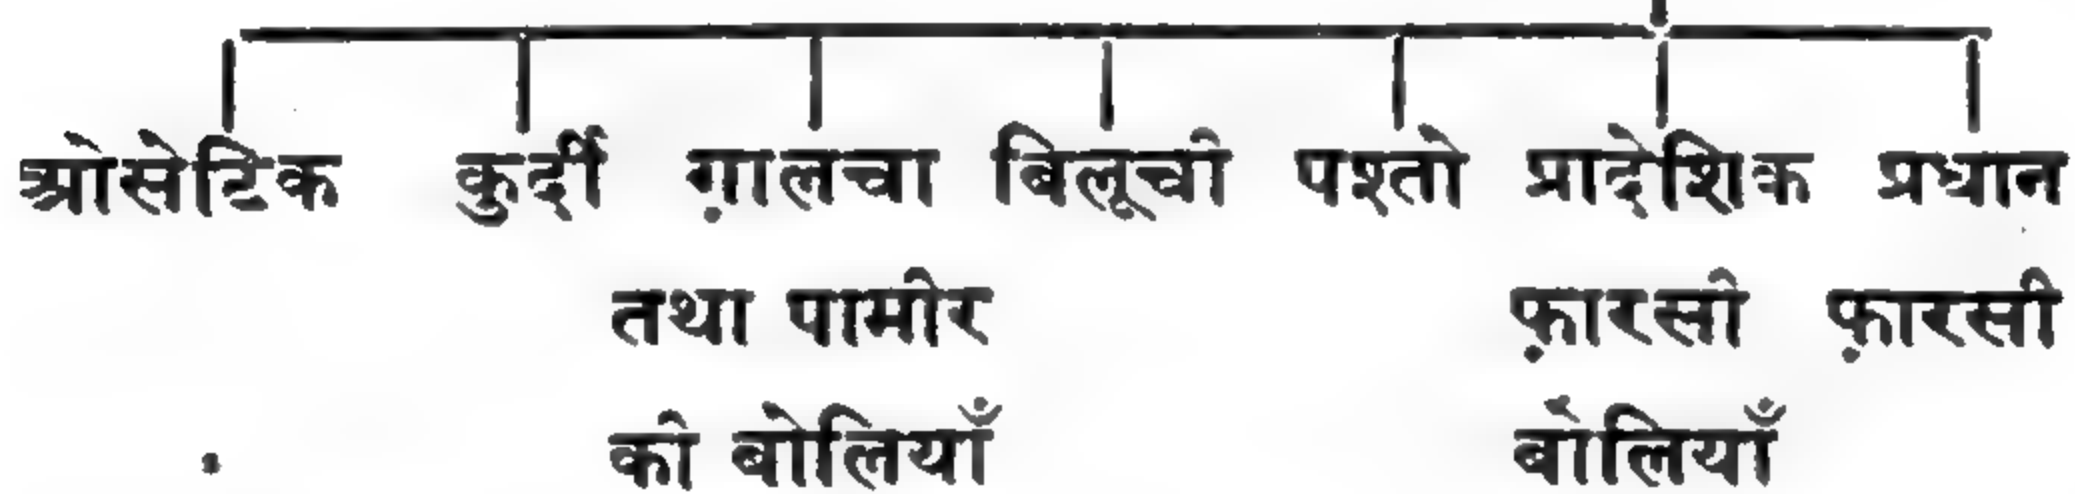 ओसेटिक कुर्दी ग़ालचा बिलूची पश्तो प्रादेशिक प्रधान
तथा पामीर फ़ारसी फ़ारसी
की बोलियाँ बोलियाँ